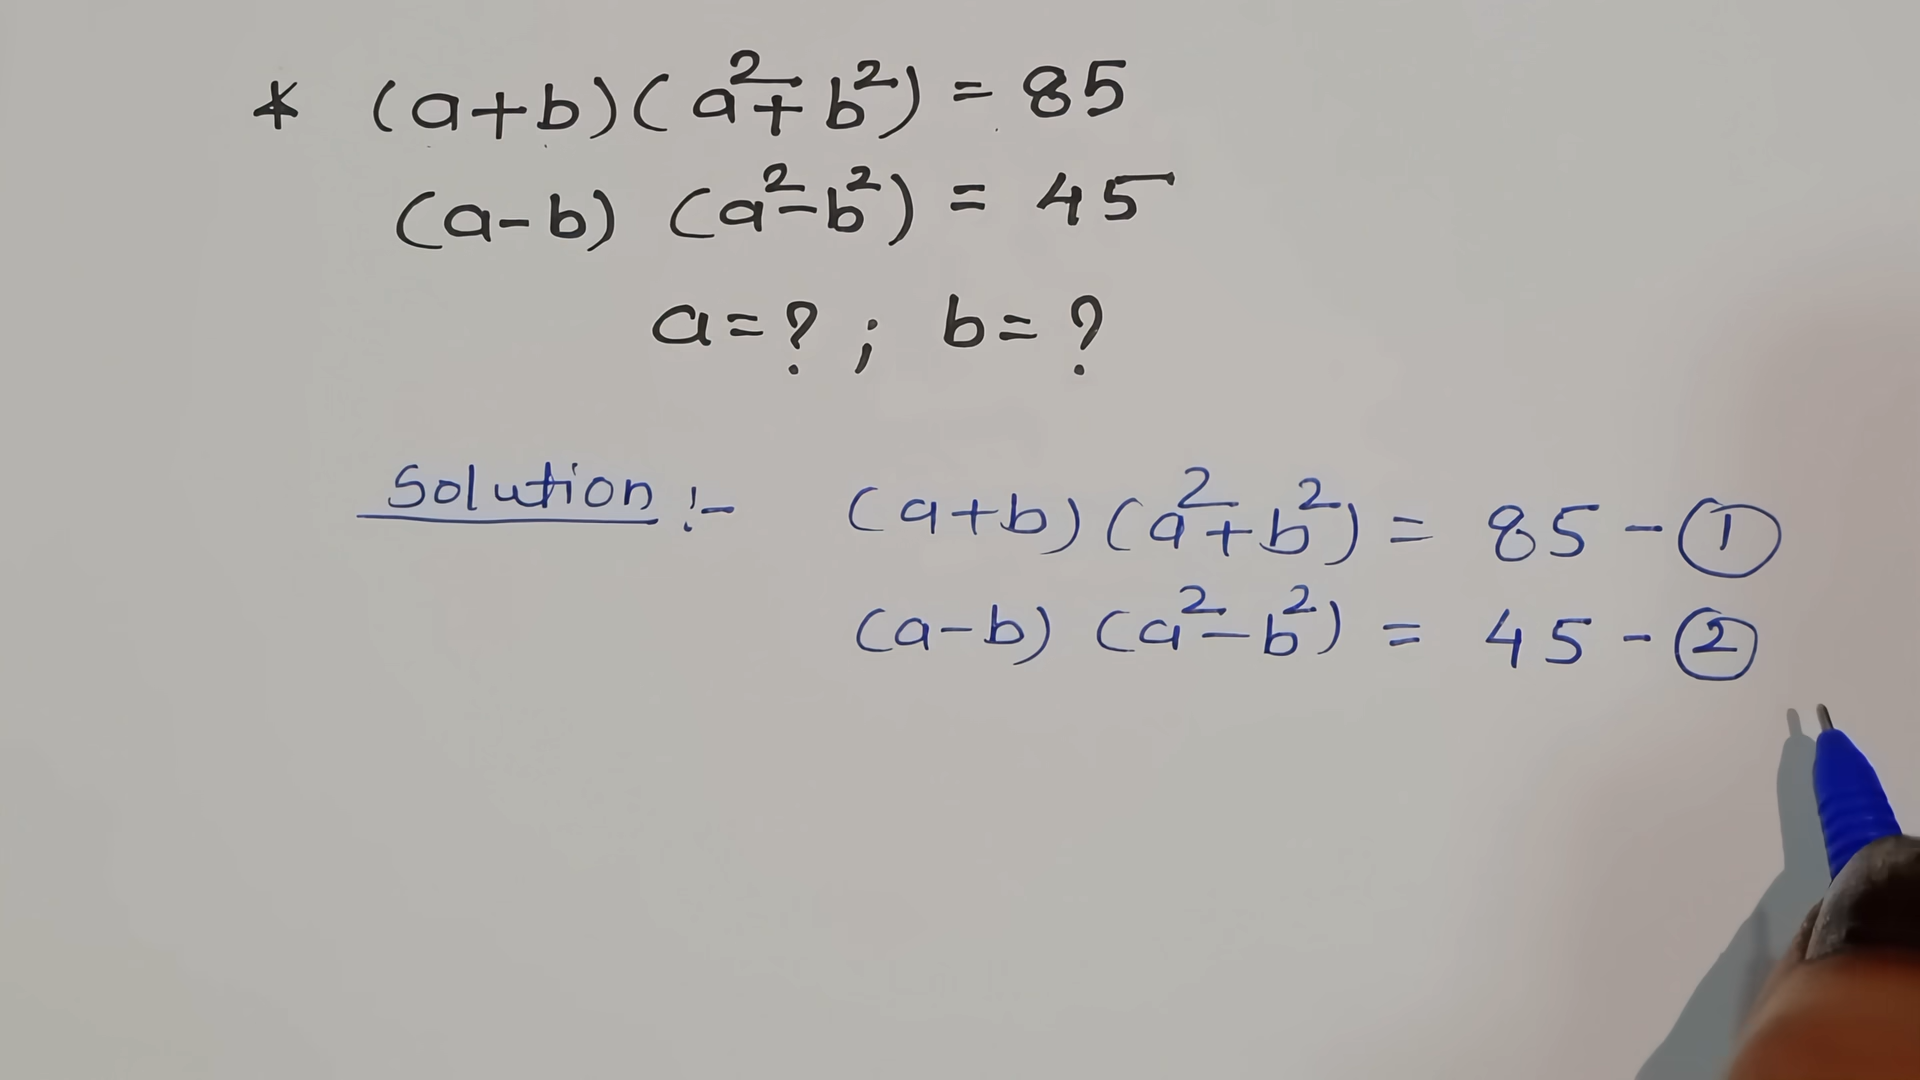 * (a+b)(a²+b²) = 85
(a-b) (a²-b²) = 45
a=? ; b=?
Solution :- (a+b)(a²+b²) = 85 - ①
(a-b) (a²-b²) = 45 - ②